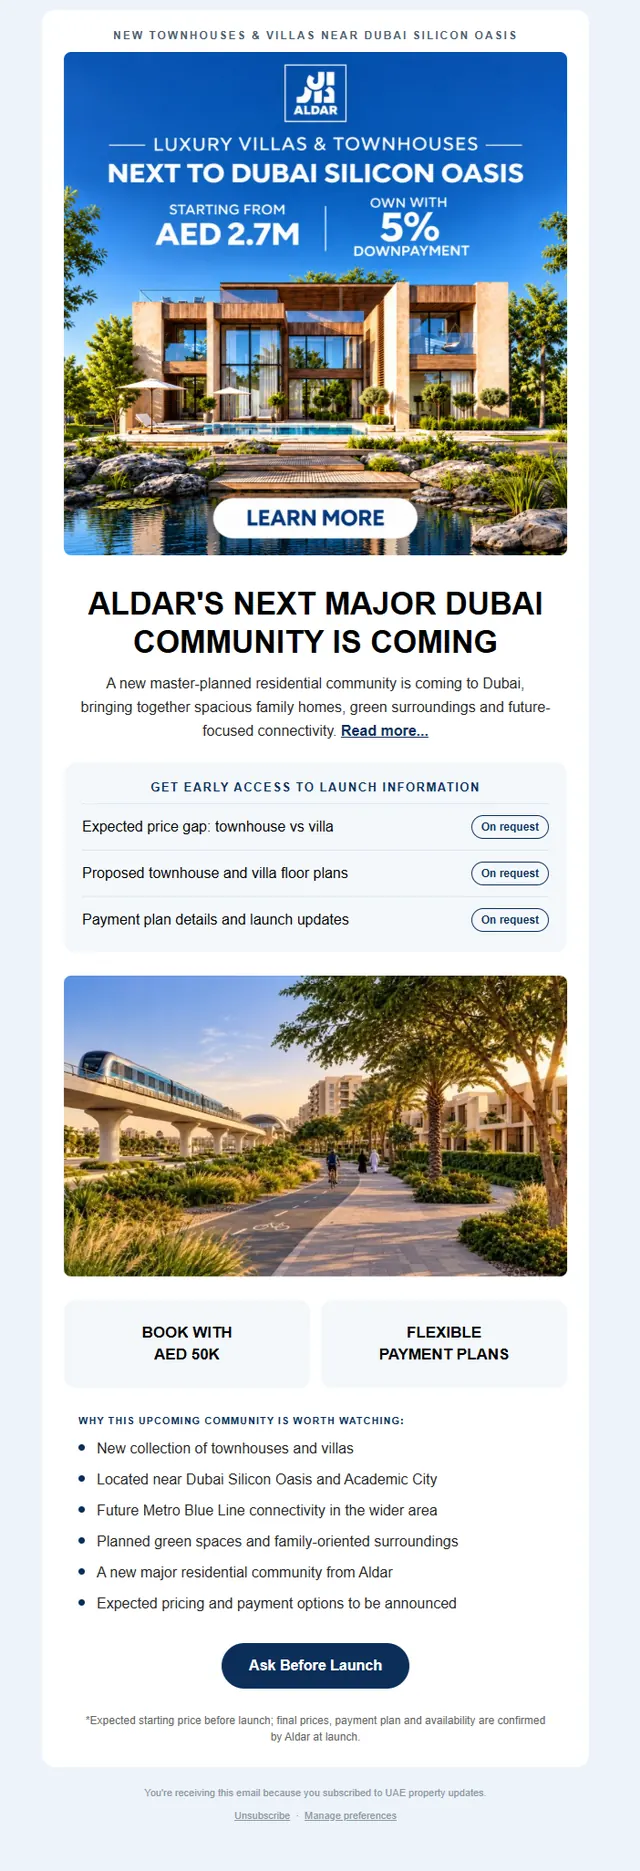 NEW TOWNHOUSES & VILLAS NEAR DUBAI SILICON OASIS
ALDAR
LUXURY VILLAS & TOWNHOUSES
NEXT TO DUBAI SILICON OASIS
STARTING FROM
AED 2.7M
OWN WITH
5%
DOWNPAYMENT
LEARN MORE
ALDAR'S NEXT MAJOR DUBAI
COMMUNITY IS COMING
A new master-planned residential community is coming to Dubai,
bringing together spacious family homes, green surroundings and future-
focused connectivity. Read more...
GET EARLY ACCESS TO LAUNCH INFORMATION
Expected price gap: townhouse vs villa
On request
Proposed townhouse and villa floor plans
On request
Payment plan details and launch updates
On request
BOOK WITH
AED 50K
FLEXIBLE
PAYMENT PLANS
WHY THIS UPCOMING COMMUNITY IS WORTH WATCHING:
• New collection of townhouses and villas
• Located near Dubai Silicon Oasis and Academic City
• Future Metro Blue Line connectivity in the wider area
• Planned green spaces and family-oriented surroundings
• A new major residential community from Aldar
• Expected pricing and payment options to be announced
Ask Before Launch
*Expected starting price before launch; final prices, payment plan and availability are confirmed
by Aldar at launch.
You're receiving this email because you subscribed to UAE property updates.
Unsubscribe · Manage preferences